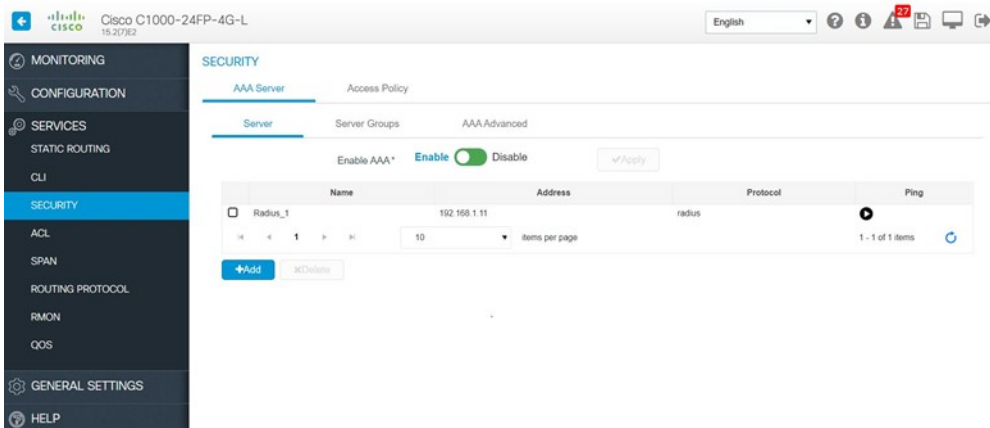 CISCO
Cisco C1000-24FP-4G-L
15.2(7)E2
English
27
MONITORING
CONFIGURATION
SERVICES
STATIC ROUTING
CLI
SECURITY
ACL
SPAN
ROUTING PROTOCOL
RMON
QOS
GENERAL SETTINGS
HELP
SECURITY
AAA Server Access Policy
Server Server Groups AAA Advanced
Enable AAA* Enable Disable Apply
Name Address Protocol Ping
Radius_1 192.168.1.11 radius
1 10 items per page 1 - 1 of 1 items
+Add Delete